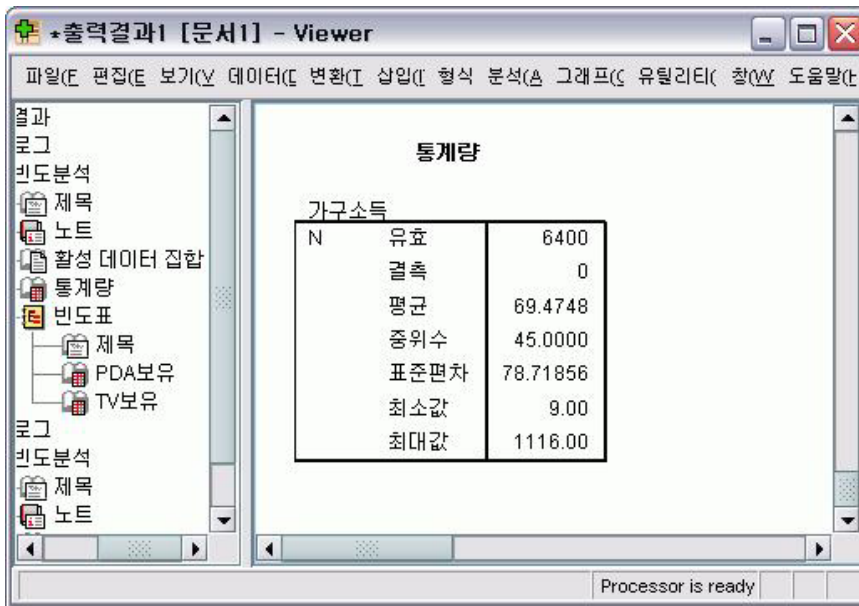 *출력결과1 [문서1] - Viewer
파일(F 편집(E 보기(V 데이터(D 변환(T 삽입(I 형식 분석(A 그래프(G 유틸리티( 창(W 도움말(H
결과
로그
빈도분석
제목
노트
활성 데이터 집합
통계량
빈도표
제목
PDA보유
TV보유
로그
빈도분석
제목
노트
통계량
가구소득
N 유효 6400
결측 0
평균 69.4748
중위수 45.0000
표준편차 78.71856
최소값 9.00
최대값 1116.00
Processor is ready